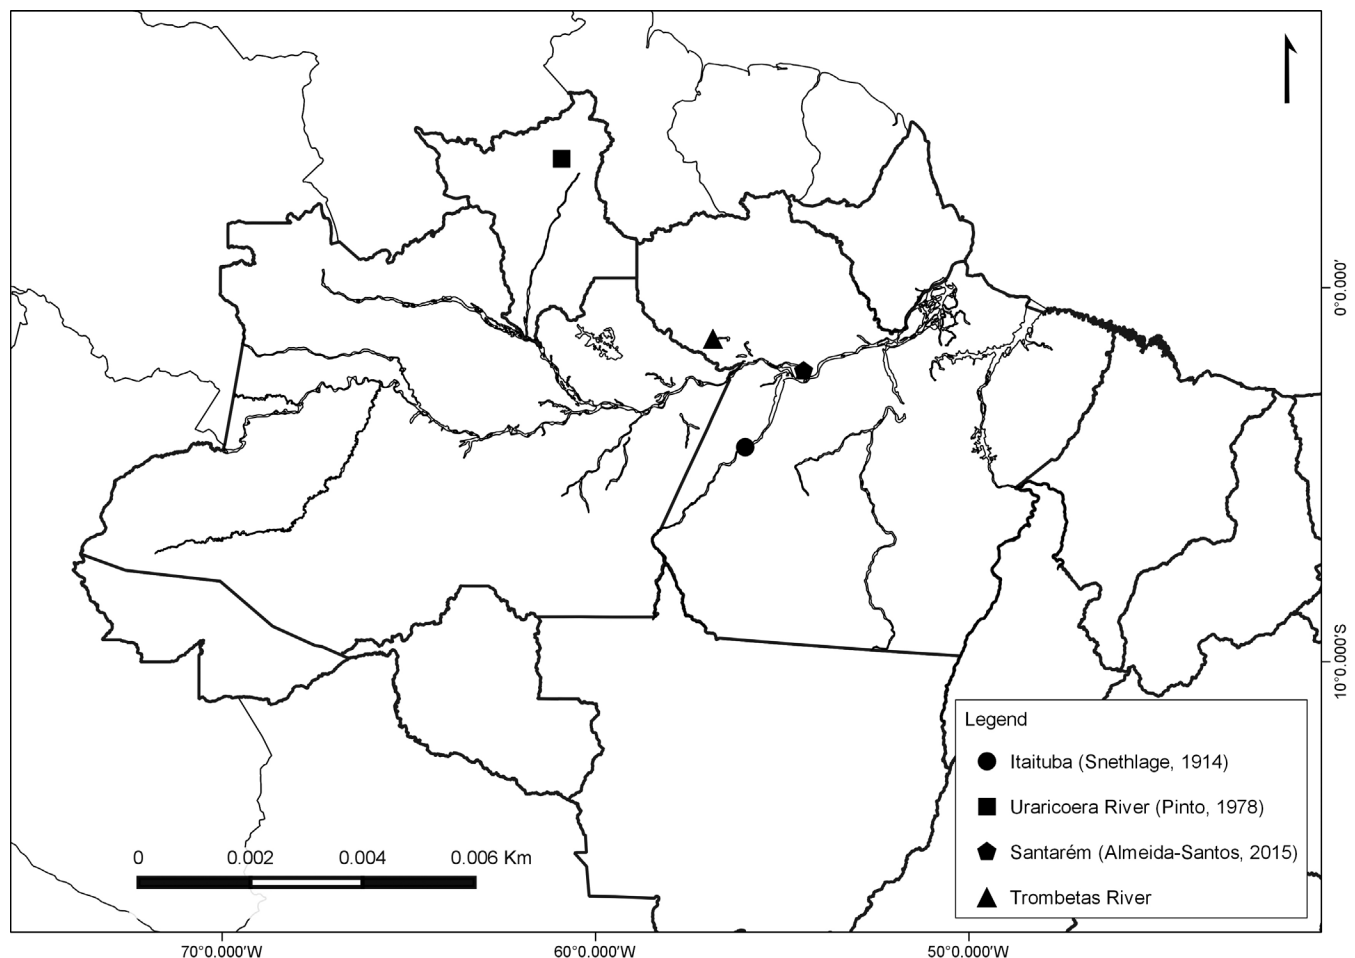 0°0.000'
10°0.000'S
Legend
Itaituba (Snethlage, 1914)
Uraricoera River (Pinto, 1978)
Santarém (Almeida-Santos, 2015)
Trombetas River
0 0.002 0.004 0.006 Km
70°0.000'W 60°0.000'W 50°0.000'W